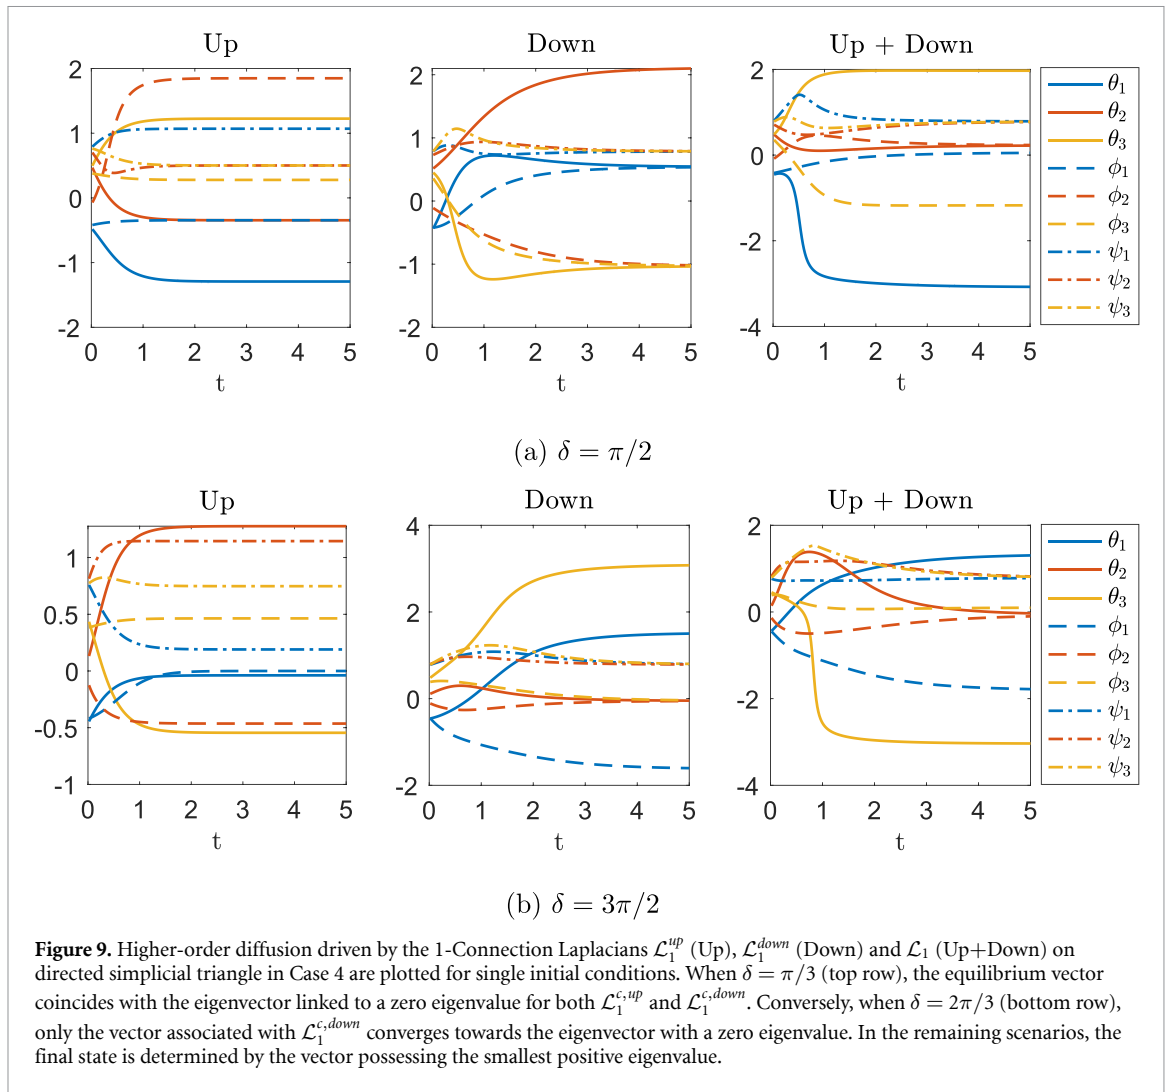 Up
Down
Up + Down
2
1
0
-1
-2
0 1 2 3 4 5
t
2
1
0
-1
-2
0 1 2 3 4 5
t
2
0
-2
-4
0 1 2 3 4 5
t
θ₁
θ₂
θ₃
ϕ₁
ϕ₂
ϕ₃
ψ₁
ψ₂
ψ₃
(a) δ = π/2
Up
Down
Up + Down
1
0.5
0
-0.5
-1
0 1 2 3 4 5
t
4
2
0
-2
0 1 2 3 4 5
t
2
0
-2
-4
0 1 2 3 4 5
t
θ₁
θ₂
θ₃
ϕ₁
ϕ₂
ϕ₃
ψ₁
ψ₂
ψ₃
(b) δ = 3π/2
Figure 9. Higher-order diffusion driven by the 1-Connection Laplacians ℒ₁^{up} (Up), ℒ₁^{down} (Down) and ℒ₁ (Up+Down) on
directed simplicial triangle in Case 4 are plotted for single initial conditions. When δ = π/3 (top row), the equilibrium vector
coincides with the eigenvector linked to a zero eigenvalue for both ℒ₁^{c,up} and ℒ₁^{c,down}. Conversely, when δ = 2π/3 (bottom row),
only the vector associated with ℒ₁^{c,down} converges towards the eigenvector with a zero eigenvalue. In the remaining scenarios, the
final state is determined by the vector possessing the smallest positive eigenvalue.